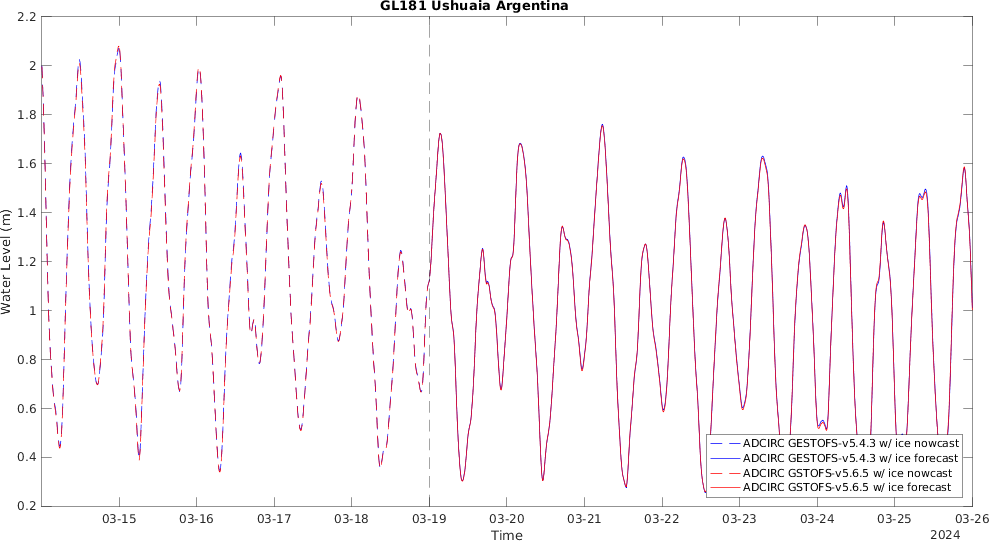 GL181 Ushuaia Argentina
2.2
2
1.8
1.6
1.4
1.2
1
0.8
0.6
0.4
0.2
Water Level (m)
ADCIRC GESTOFS-v5.4.3 w/ ice nowcast
ADCIRC GESTOFS-v5.4.3 w/ ice forecast
ADCIRC GSTOFS-v5.6.5 w/ ice nowcast
ADCIRC GSTOFS-v5.6.5 w/ ice forecast
03-15 03-16 03-17 03-18 03-19 03-20 03-21 03-22 03-23 03-24 03-25 03-26
Time
2024